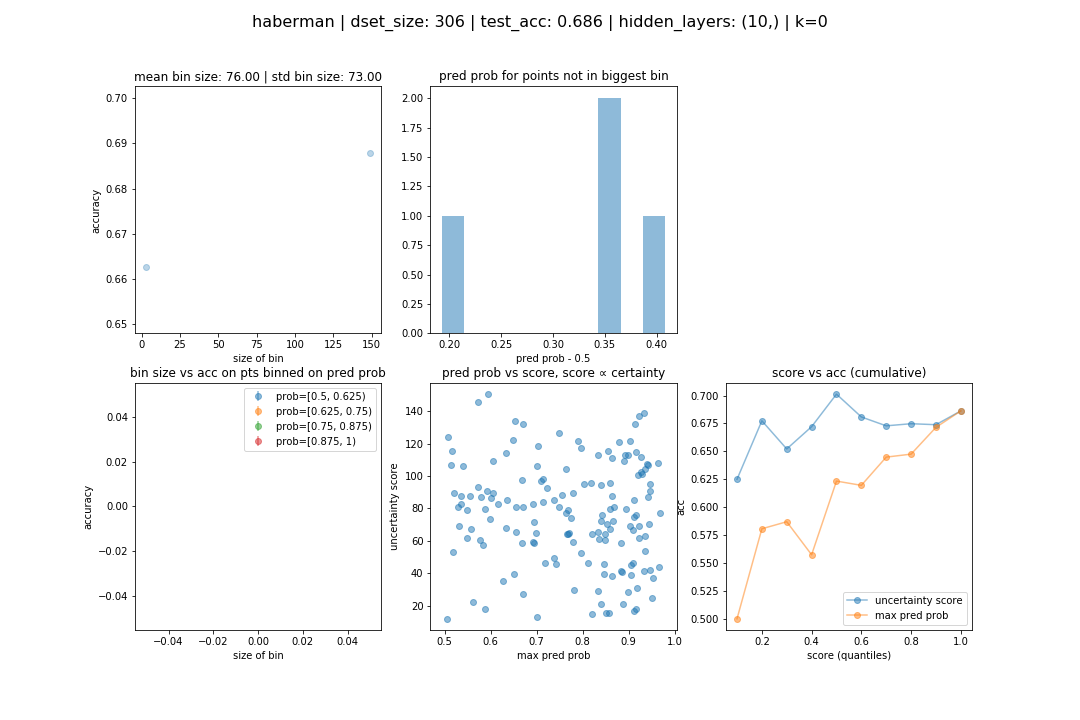 haberman | dset_size: 306 | test_acc: 0.686 | hidden_layers: (10,) | k=0
mean bin size: 76.00 | std bin size: 73.00
0.70
0.69
0.68
0.67
0.66
0.65
accuracy
0 25 50 75 100 125 150
size of bin
pred prob for points not in biggest bin
2.00
1.75
1.50
1.25
1.00
0.75
0.50
0.25
0.00
0.20 0.25 0.30 0.35 0.40
pred prob - 0.5
bin size vs acc on pts binned on pred prob
prob=[0.5, 0.625)
prob=[0.625, 0.75)
prob=[0.75, 0.875)
prob=[0.875, 1)
0.04
0.02
0.00
−0.02
−0.04
accuracy
−0.04 −0.02 0.00 0.02 0.04
size of bin
pred prob vs score, score ∝ certainty
140
120
100
80
60
40
20
uncertainty score
0.5 0.6 0.7 0.8 0.9 1.0
max pred prob
score vs acc (cumulative)
0.700
0.675
0.650
0.625
0.600
0.575
0.550
0.525
0.500
acc
uncertainty score
max pred prob
0.2 0.4 0.6 0.8 1.0
score (quantiles)